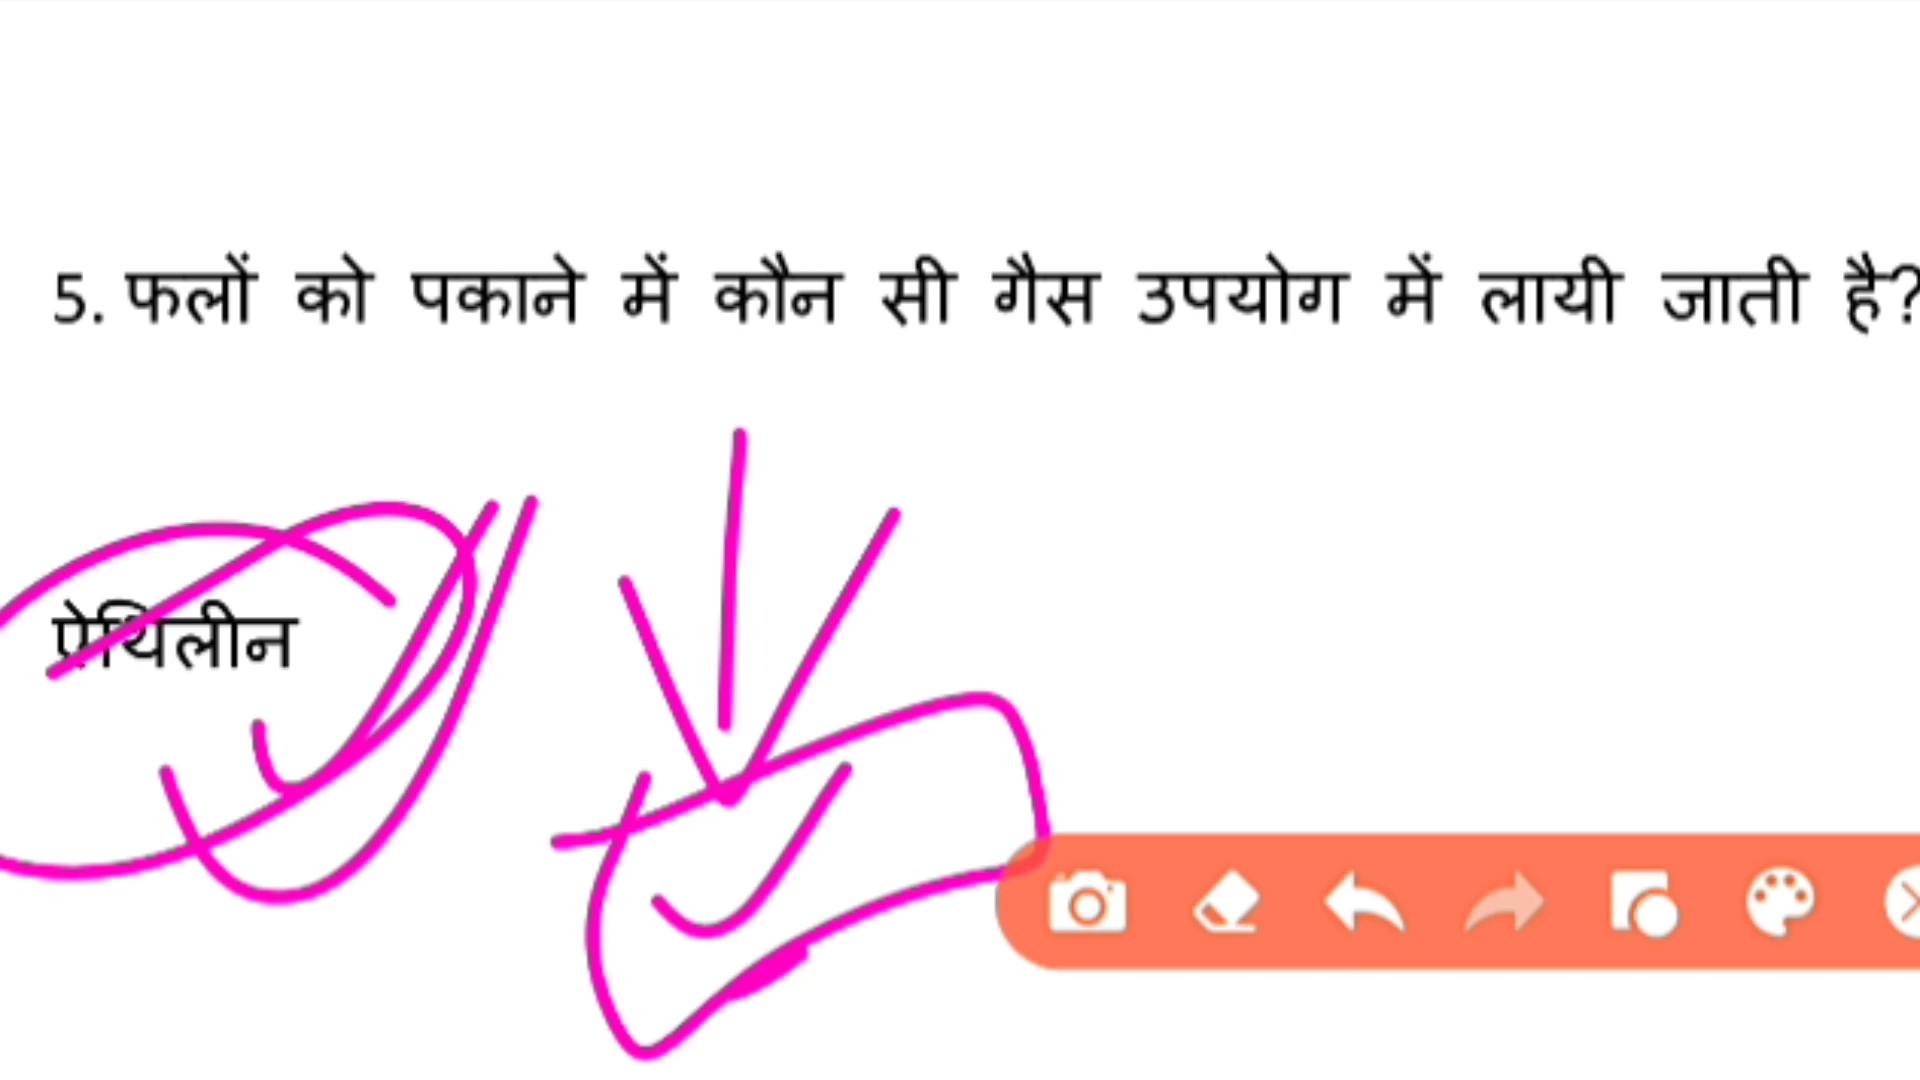 5. फलों को पकाने में कौन सी गैस उपयोग में लायी जाती है?
ऐथिलीन